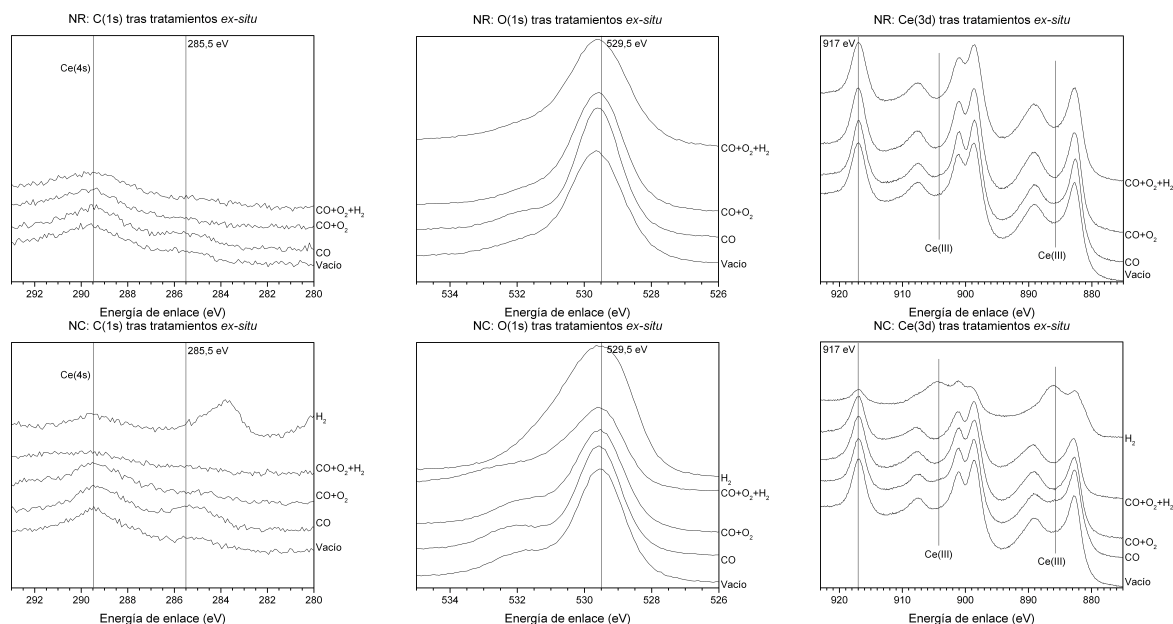 NR: C(1s) tras tratamientos ex-situ
285,5 eV
Ce(4s)
CO+O2+H2
CO+O2
CO
Vacio
292 290 288 286 284 282 280
Energía de enlace (eV)
NR: O(1s) tras tratamientos ex-situ
529,5 eV
CO+O2+H2
CO+O2
CO
Vacio
534 532 530 528 526
Energía de enlace (eV)
NR: Ce(3d) tras tratamientos ex-situ
917 eV
Ce(III)
Ce(III)
CO+O2+H2
CO+O2
CO
Vacio
920 910 900 890 880
Energía de enlace (eV)
NC: C(1s) tras tratamientos ex-situ
285,5 eV
Ce(4s)
H2
CO+O2+H2
CO+O2
CO
Vacio
292 290 288 286 284 282 280
Energía de enlace (eV)
NC: O(1s) tras tratamientos ex-situ
529,5 eV
H2
CO+O2+H2
CO+O2
CO
Vacio
534 532 530 528 526
Energía de enlace (eV)
NC: Ce(3d) tras tratamientos ex-situ
917 eV
H2
CO+O2+H2
CO+O2
CO
Ce(III)
Ce(III)
Vacio
920 910 900 890 880
Energía de enlace (eV)